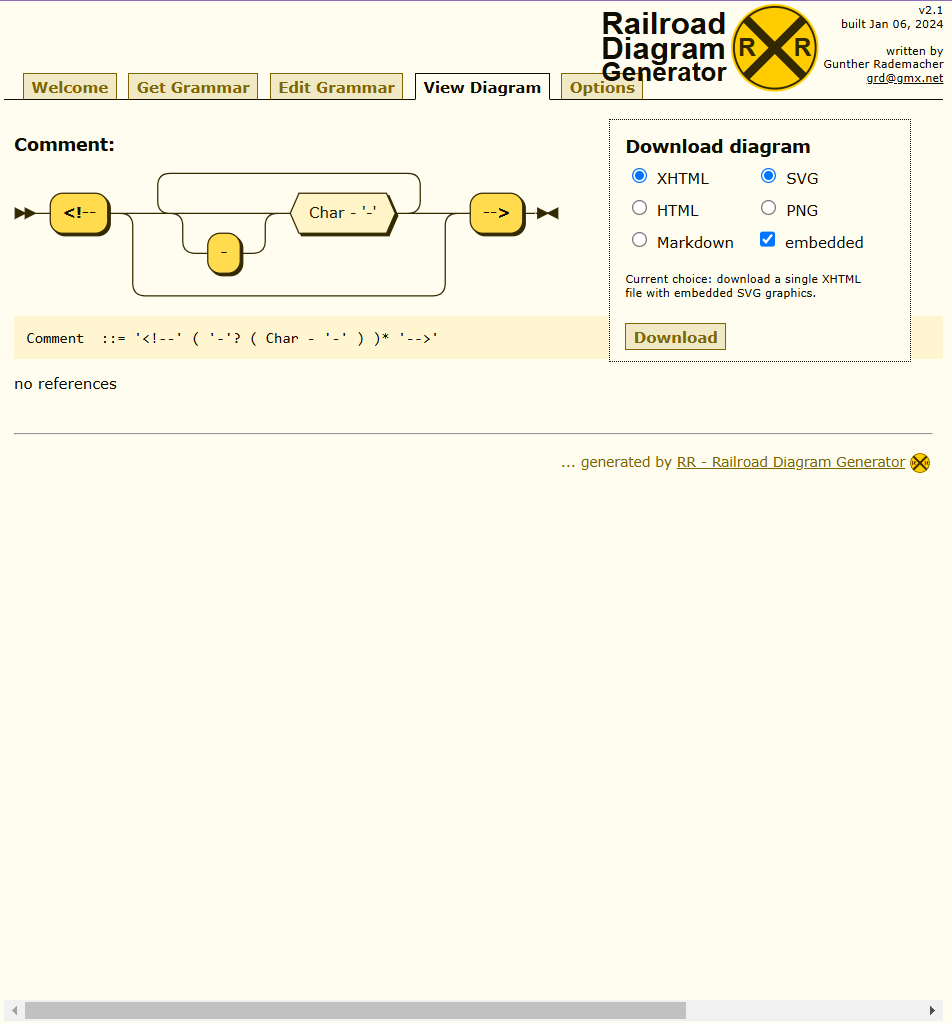 Railroad
Diagram
Generator
R R
v2.1
built Jan 06, 2024
written by
Gunther Rademacher
grd@gmx.net
Welcome
Get Grammar
Edit Grammar
View Diagram
Options
Comment:
<!--
-
Char - '-'
-->
Comment ::= '<!--' ( '-'? ( Char - '-' ) )* '-->'
no references
Download diagram
XHTML SVG
HTML PNG
Markdown embedded
Current choice: download a single XHTML
file with embedded SVG graphics.
Download
... generated by RR - Railroad Diagram Generator